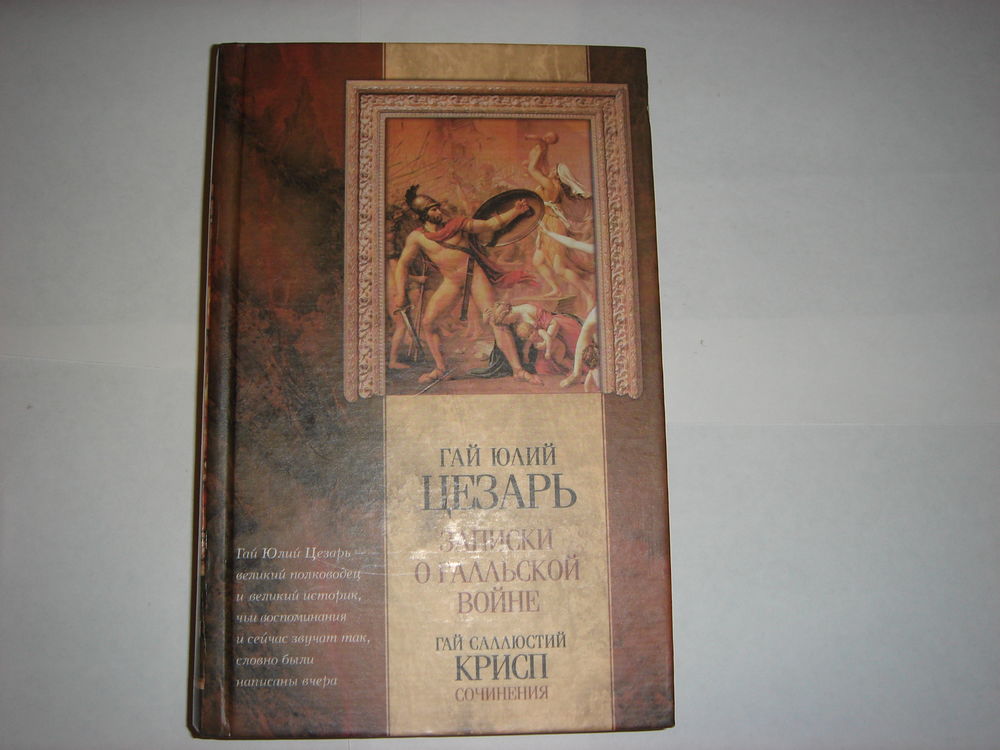 ГАЙ ЮЛИЙ
ЦЕЗАРЬ
ЗАПИСКИ
О ГАЛЛЬСКОЙ
ВОЙНЕ
ГАЙ САЛЛЮСТИЙ
КРИСП
СОЧИНЕНИЯ
Гай Юлий Цезарь –
великий полководец
и великий историк,
чьи воспоминания
и сейчас звучат так,
словно были
написаны вчера